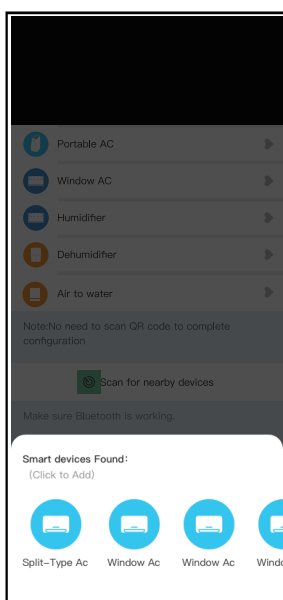 Portable AC
Window AC
Humidifier
Dehumidifier
Air to water
Note:No need to scan QR code to complete
configuration
Scan for nearby devices
Make sure Bluetooth is working.
Smart devices Found:
(Click to Add)
Split-Type Ac Window Ac Window Ac